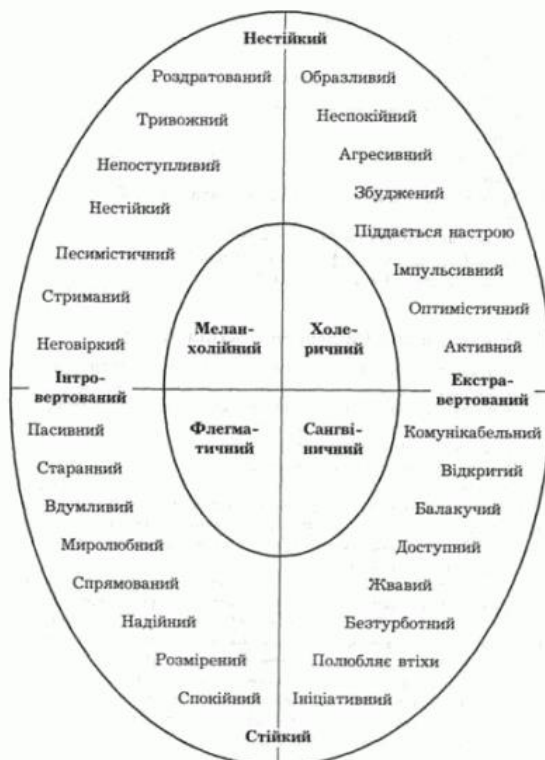 Нестійкий
Роздратований
Образливий
Тривожний
Неспокійний
Непоступливий
Агресивний
Нестійкий
Збуджений
Песимістичний
Піддається настрою
Стриманий
Імпульсивний
Неговіркий
Оптимістичний
Активний
Мелан-
холійний
Холе-
ричний
Інтро-
вертований
Екстра-
вертований
Флегма-
тичний
Сангві-
ничний
Пасивний
Комунікабельний
Старанний
Відкритий
Вдумливий
Балакучий
Миролюбний
Доступний
Спрямований
Жвавий
Надійний
Безтурботний
Розмірений
Полюбляє втіхи
Спокійний
Ініціативний
Стійкий